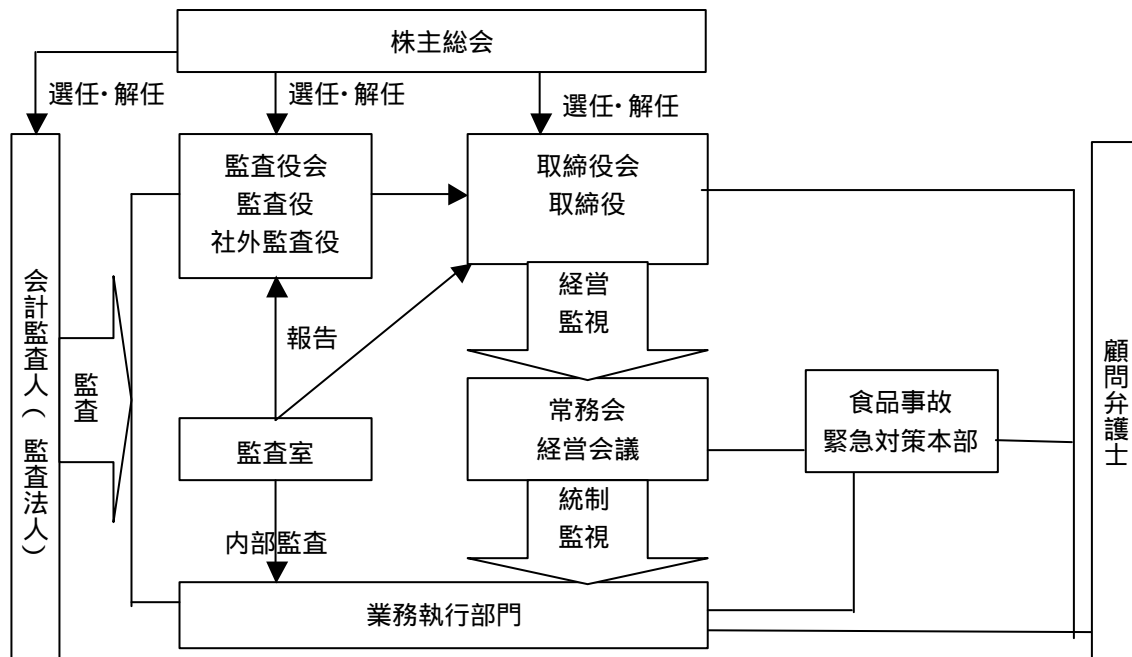 株主総会
選任・解任
選任・解任
選任・解任
監査役会
監査役
社外監査役
取締役会
取締役
会計監査人(監査法人)
監査
報告
経営
監視
監査室
常務会
経営会議
食品事故
緊急対策本部
顧問弁護士
内部監査
統制
監視
業務執行部門